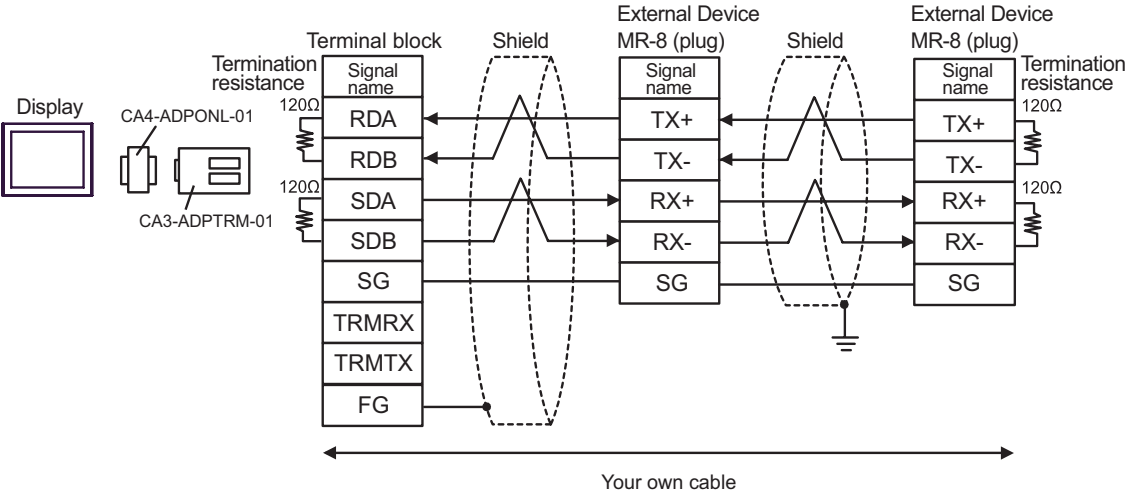 Display
CA4-ADPONL-01
CA3-ADPTRM-01
Termination
resistance
120Ω
120Ω
Terminal block
Signal
name
RDA
RDB
SDA
SDB
SG
TRMRX
TRMTX
FG
Shield
External Device
MR-8 (plug)
Signal
name
TX+
TX-
RX+
RX-
SG
Shield
External Device
MR-8 (plug)
Signal
name
TX+
TX-
RX+
RX-
SG
Termination
resistance
120Ω
120Ω
Your own cable